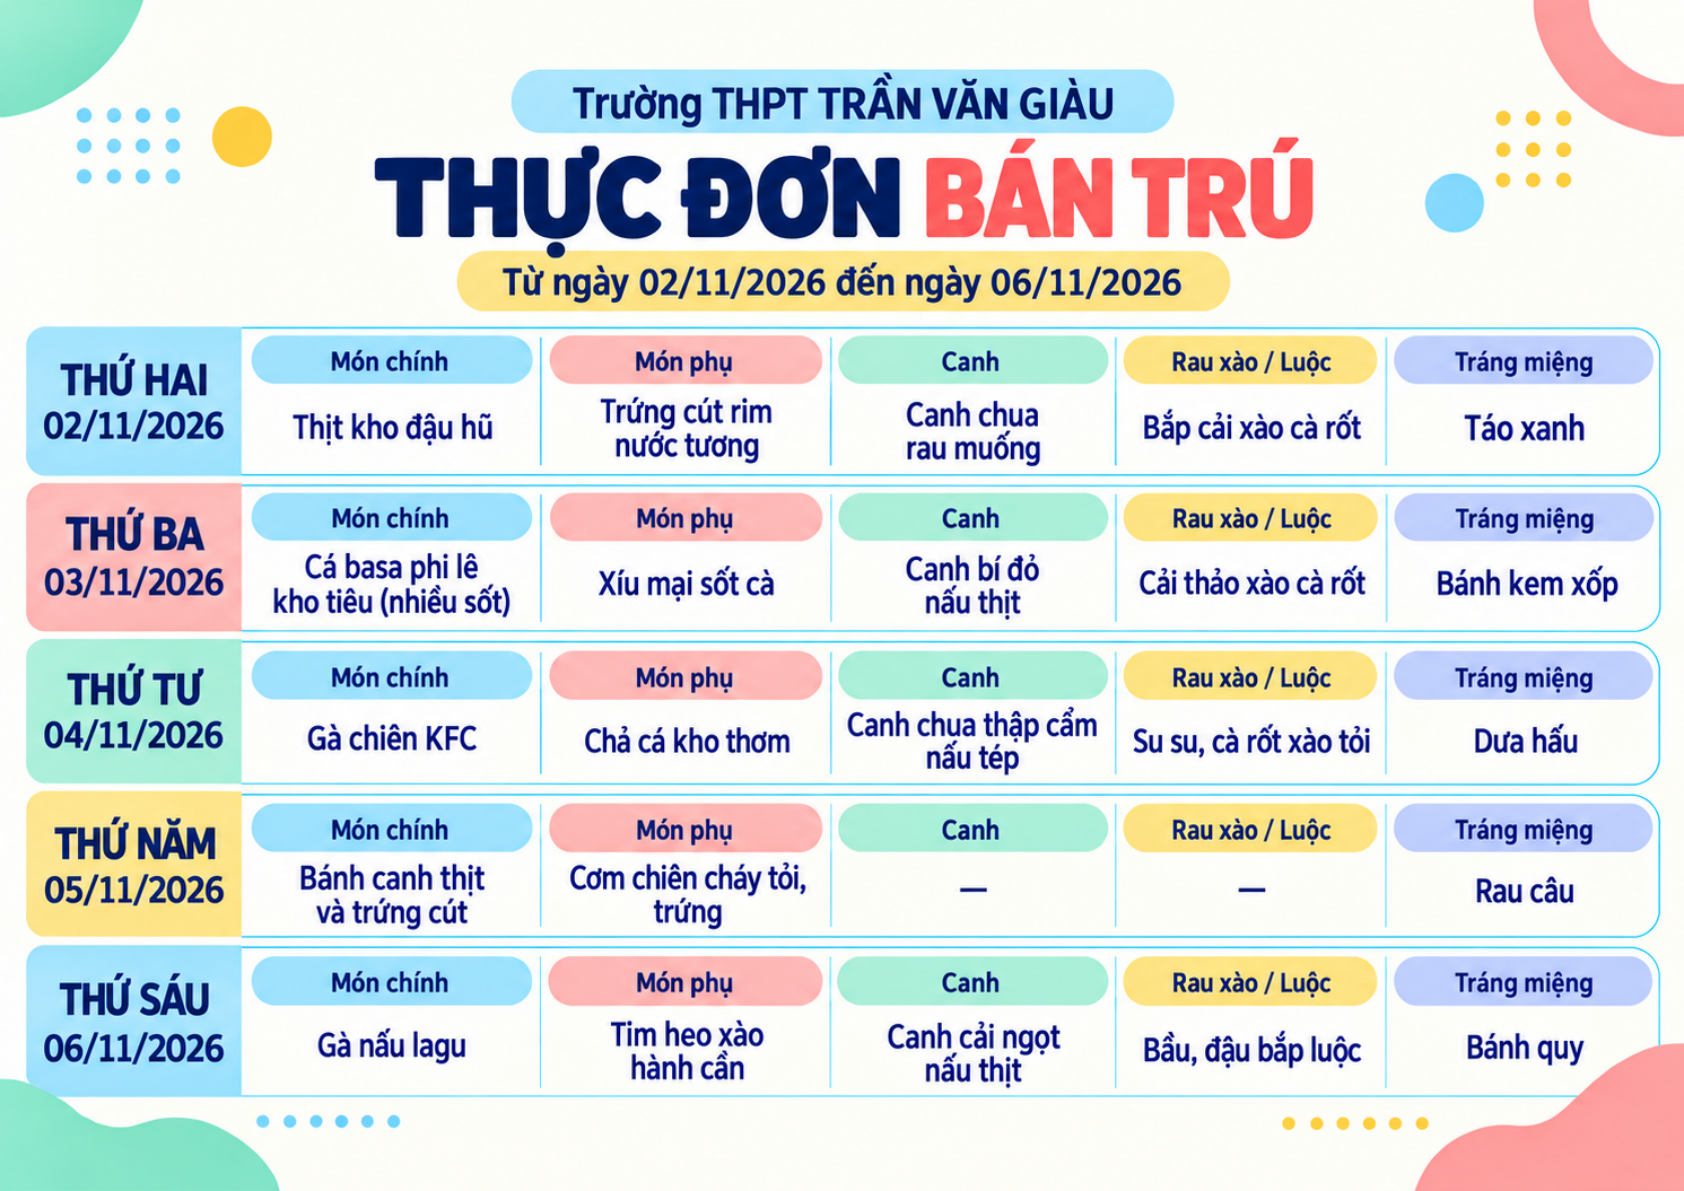 Trường THPT TRẦN VĂN GIÀU
THỰC ĐƠN BÁN TRÚ
Từ ngày 02/11/2026 đến ngày 06/11/2026
THỨ HAI
02/11/2026
Món chính
Thịt kho đậu hũ
Món phụ
Trứng cút rim
nước tương
Canh
Canh chua
rau muống
Rau xào / Luộc
Bắp cải xào cà rốt
Tráng miệng
Táo xanh
THỨ BA
03/11/2026
Món chính
Cá basa phi lê
kho tiêu (nhiều sốt)
Món phụ
Xíu mại sốt cà
Canh
Canh bí đỏ
nấu thịt
Rau xào / Luộc
Cải thảo xào cà rốt
Tráng miệng
Bánh kem xốp
THỨ TƯ
04/11/2026
Món chính
Gà chiên KFC
Món phụ
Chả cá kho thơm
Canh
Canh chua thập cẩm
nấu tép
Rau xào / Luộc
Su su, cà rốt xào tỏi
Tráng miệng
Dưa hấu
THỨ NĂM
05/11/2026
Món chính
Bánh canh thịt
và trứng cút
Món phụ
Cơm chiên cháy tỏi,
trứng
Canh
—
Rau xào / Luộc
—
Tráng miệng
Rau câu
THỨ SÁU
06/11/2026
Món chính
Gà nấu lagu
Món phụ
Tim heo xào
hành cần
Canh
Canh cải ngọt
nấu thịt
Rau xào / Luộc
Bầu, đậu bắp luộc
Tráng miệng
Bánh quy